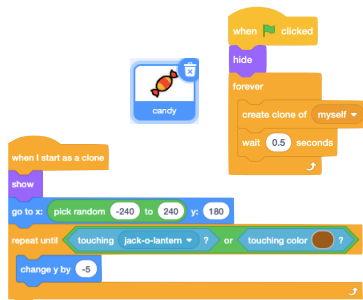 when clicked
hide
forever
create clone of myself
wait 0.5 seconds
candy
when I start as a clone
show
go to x: pick random -240 to 240 y: 180
repeat until touching jack-o-lantern ? or touching color ?
change y by -5